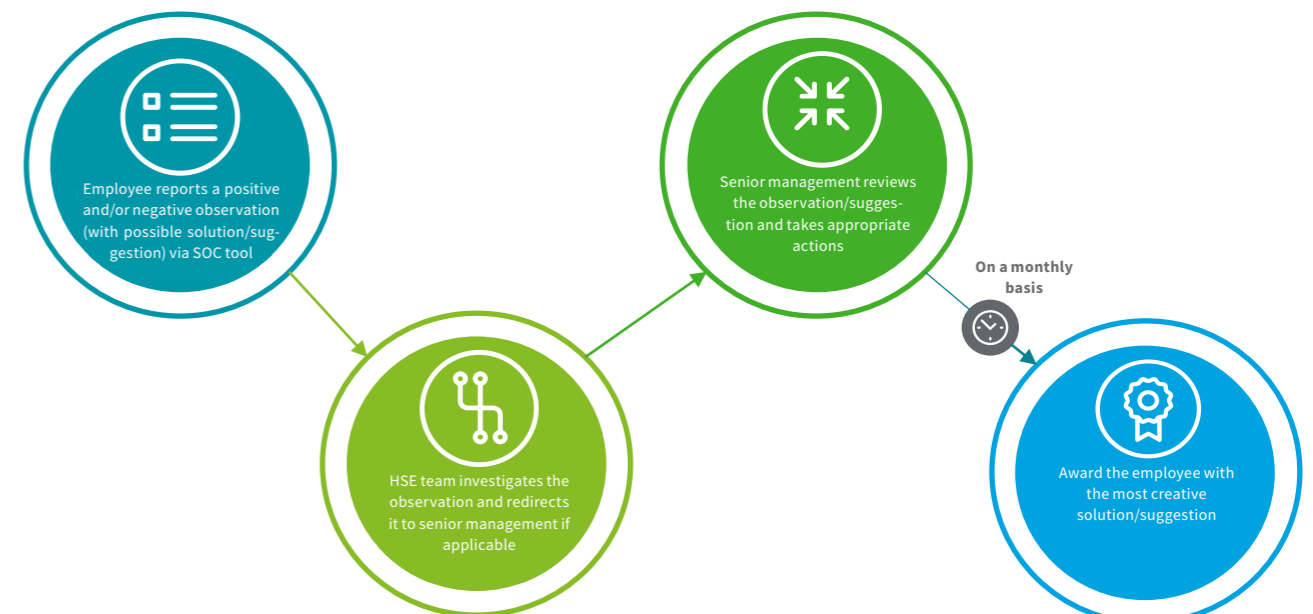 Employee reports a positive
and/or negative observation
(with possible solution/sug-
gestion) via SOC tool
HSE team investigates the
observation and redirects
it to senior management if
applicable
Senior management reviews
the observation/sugges-
tion and takes appropriate
actions
On a monthly
basis
Award the employee with
the most creative
solution/suggestion